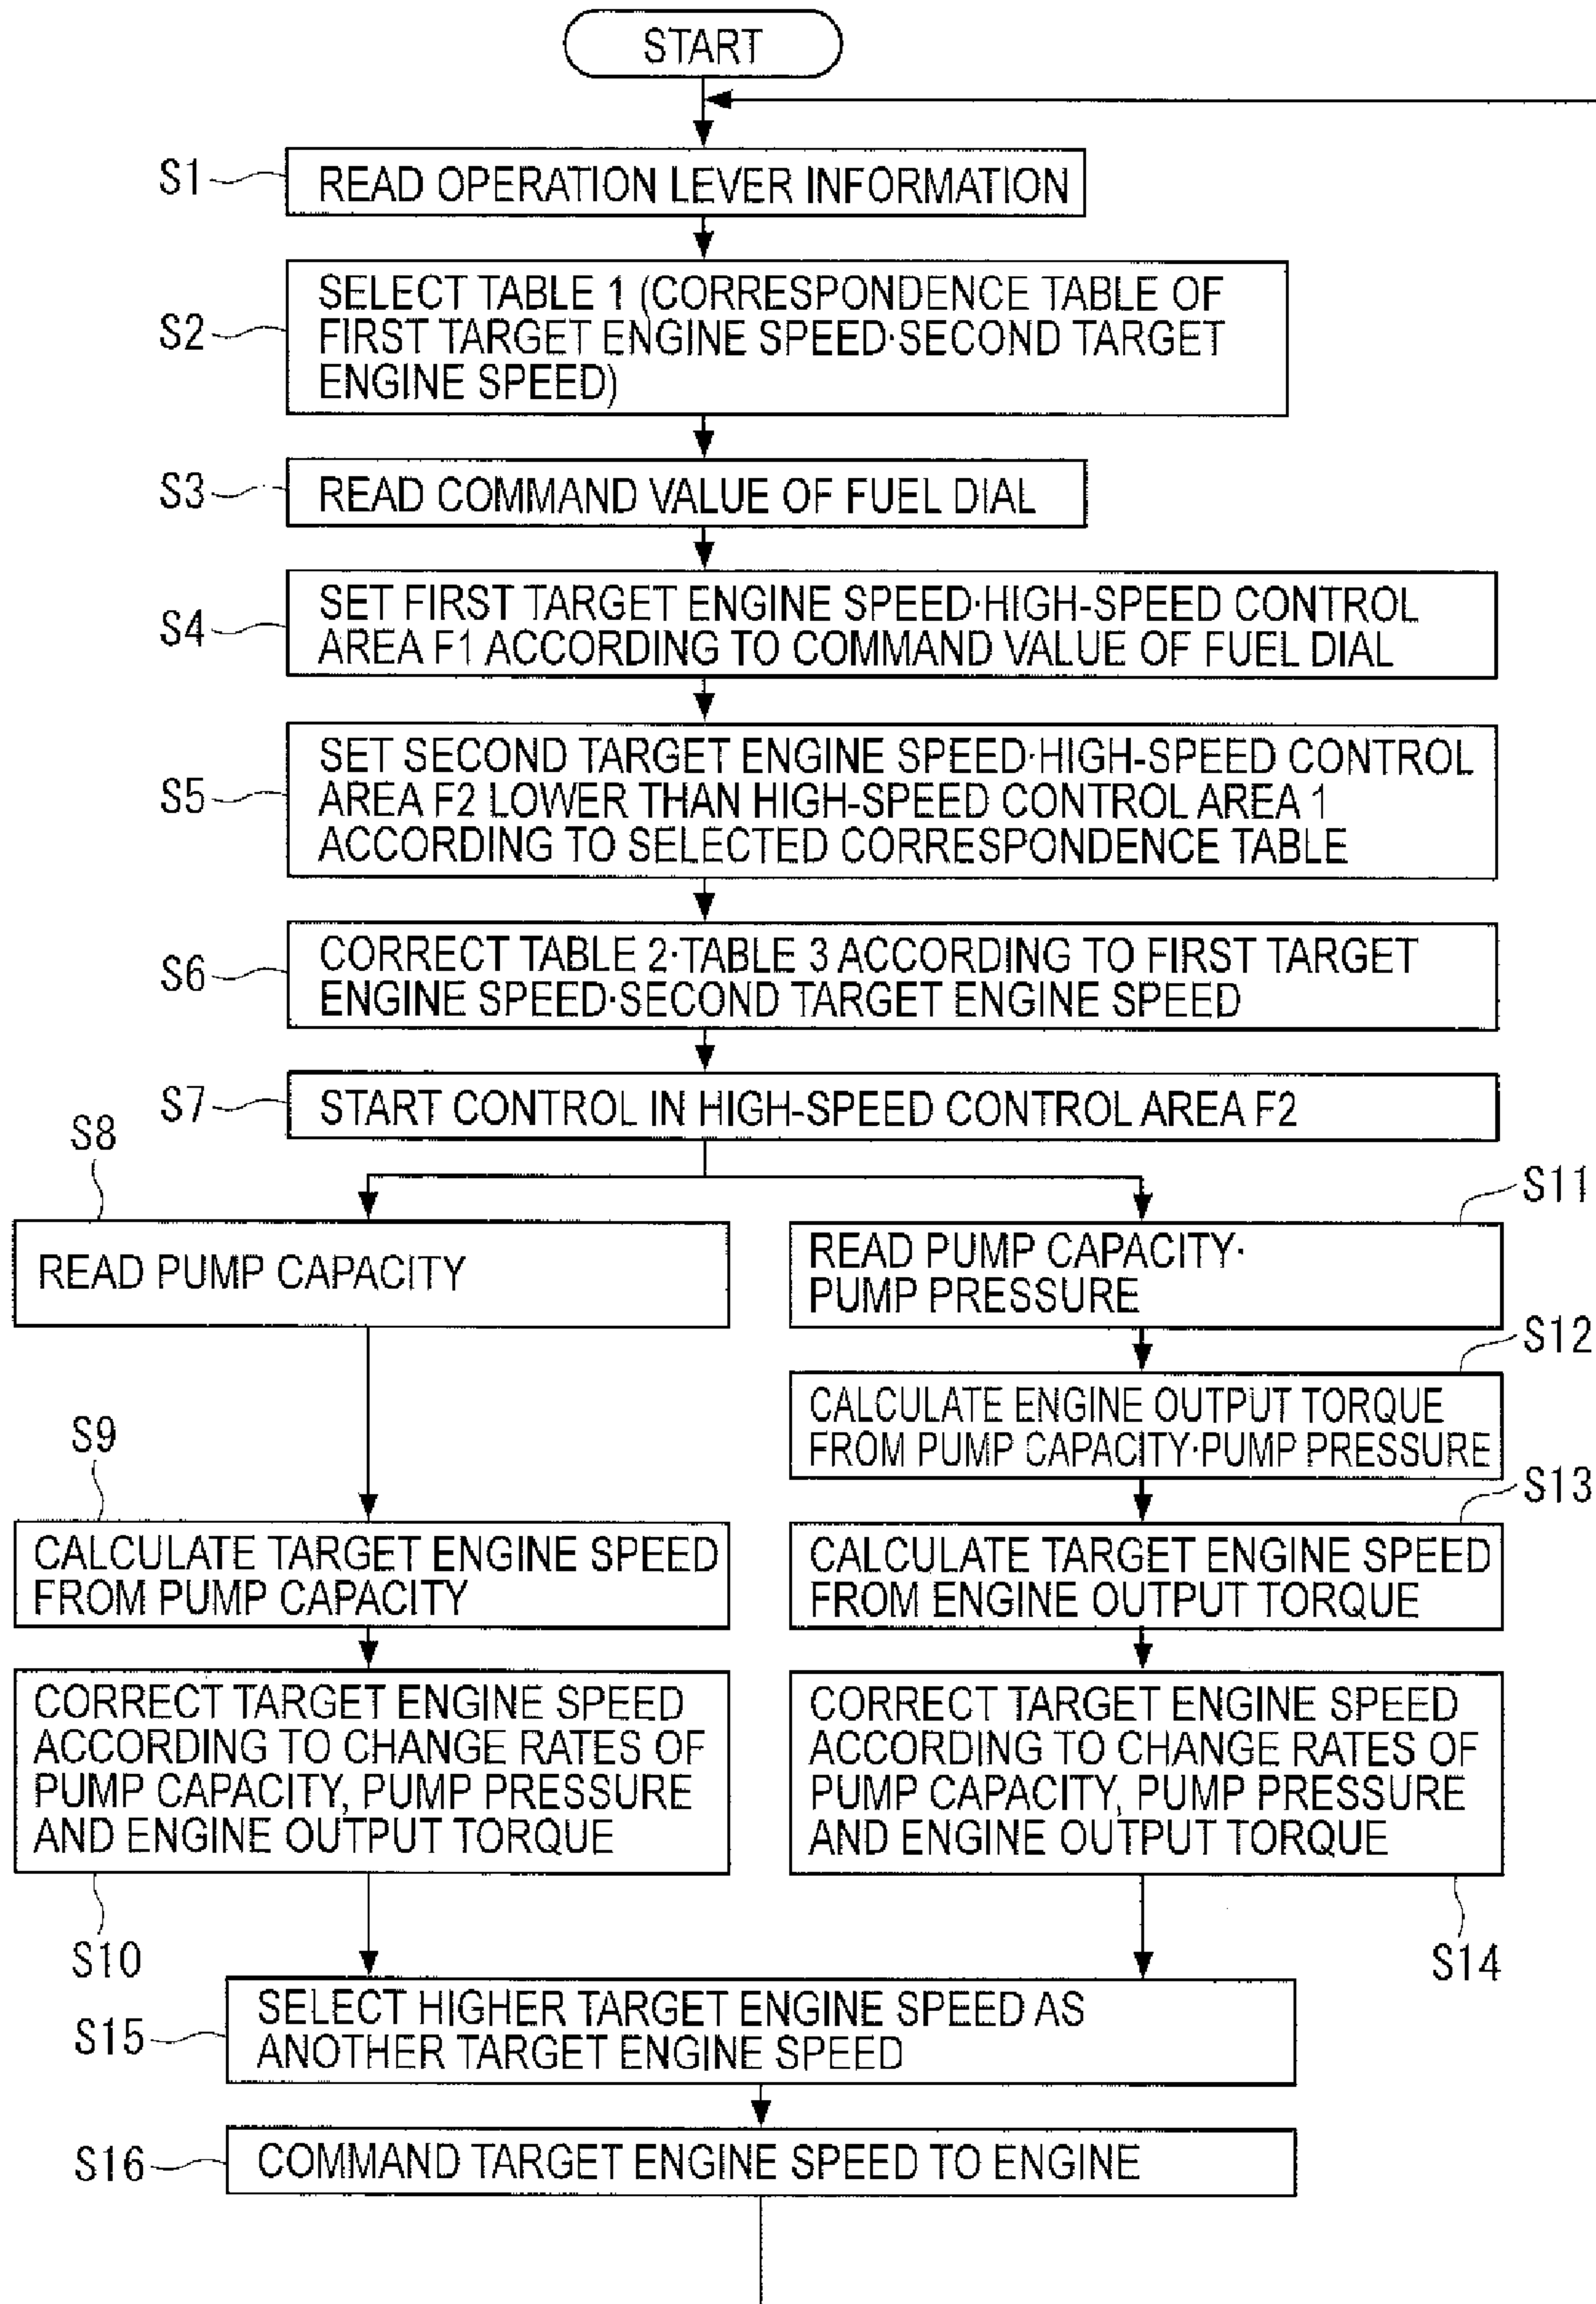 START
S1
READ OPERATION LEVER INFORMATION
S2
SELECT TABLE 1 (CORRESPONDENCE TABLE OF
FIRST TARGET ENGINE SPEED·SECOND TARGET
ENGINE SPEED)
S3
READ COMMAND VALUE OF FUEL DIAL
S4
SET FIRST TARGET ENGINE SPEED·HIGH-SPEED CONTROL
AREA F1 ACCORDING TO COMMAND VALUE OF FUEL DIAL
S5
SET SECOND TARGET ENGINE SPEED·HIGH-SPEED CONTROL
AREA F2 LOWER THAN HIGH-SPEED CONTROL AREA 1
ACCORDING TO SELECTED CORRESPONDENCE TABLE
S6
CORRECT TABLE 2·TABLE 3 ACCORDING TO FIRST TARGET
ENGINE SPEED·SECOND TARGET ENGINE SPEED
S7
START CONTROL IN HIGH-SPEED CONTROL AREA F2
S8
READ PUMP CAPACITY
S9
CALCULATE TARGET ENGINE SPEED
FROM PUMP CAPACITY
CORRECT TARGET ENGINE SPEED
ACCORDING TO CHANGE RATES OF
PUMP CAPACITY, PUMP PRESSURE
AND ENGINE OUTPUT TORQUE
S10
S11
READ PUMP CAPACITY·
PUMP PRESSURE
S12
CALCULATE ENGINE OUTPUT TORQUE
FROM PUMP CAPACITY·PUMP PRESSURE
S13
CALCULATE TARGET ENGINE SPEED
FROM ENGINE OUTPUT TORQUE
CORRECT TARGET ENGINE SPEED
ACCORDING TO CHANGE RATES OF
PUMP CAPACITY, PUMP PRESSURE
AND ENGINE OUTPUT TORQUE
S14
S15
SELECT HIGHER TARGET ENGINE SPEED AS
ANOTHER TARGET ENGINE SPEED
S16
COMMAND TARGET ENGINE SPEED TO ENGINE